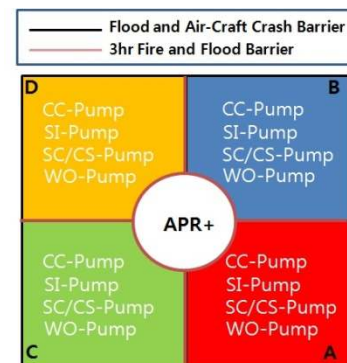 Flood and Air-Craft Crash Barrier
3hr Fire and Flood Barrier
D
CC-Pump
SI-Pump
SC/CS-Pump
WO-Pump
B
CC-Pump
SI-Pump
SC/CS-Pump
WO-Pump
APR+
CC-Pump
SI-Pump
SC/CS-Pump
WO-Pump
C
CC-Pump
SI-Pump
SC/CS-Pump
WO-Pump
A